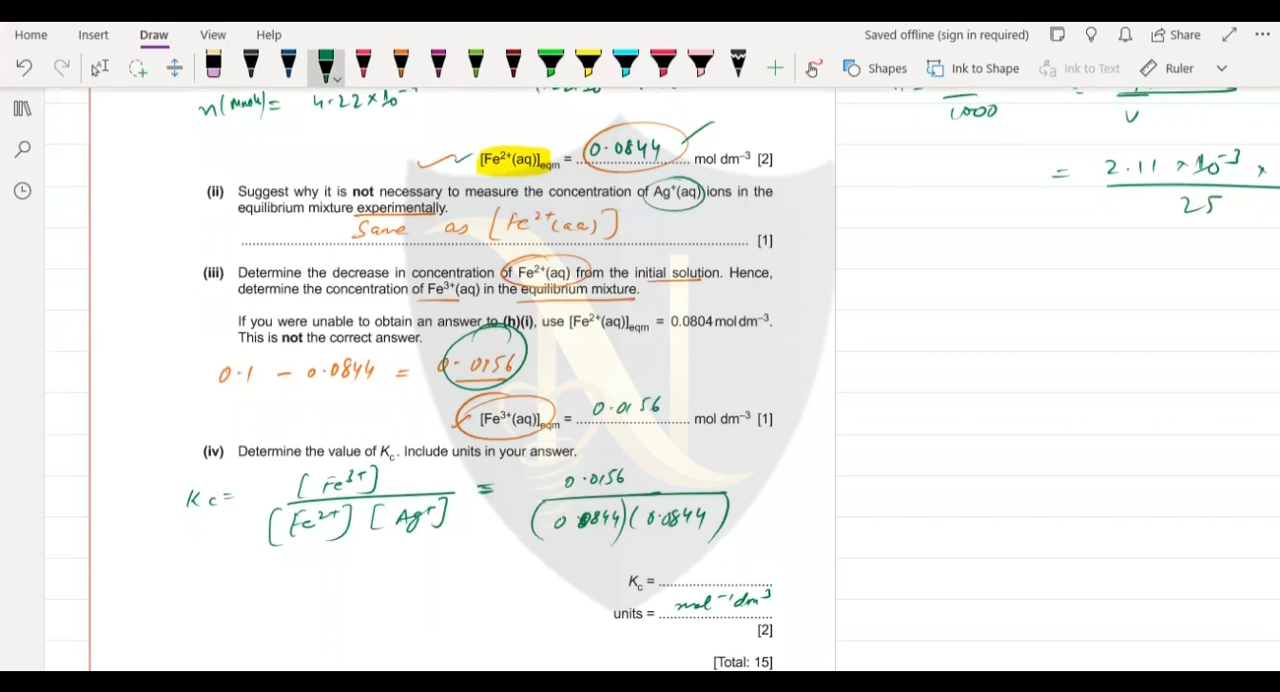 Home Insert Draw View Help Saved offline (sign in required) Share
Shapes Ink to Shape Ink to Text Ruler
n(MnO4) = 4.22×10
1000 V
[Fe²⁺(aq)]eqm = 0.0844 mol dm⁻³ [2]
= 2.11 × 10⁻³ ×
25
(ii) Suggest why it is not necessary to measure the concentration of Ag⁺(aq) ions in the
equilibrium mixture experimentally.
Same as [Fe²⁺(aq)]
[1]
(iii) Determine the decrease in concentration of Fe²⁺(aq) from the initial solution. Hence,
determine the concentration of Fe³⁺(aq) in the equilibrium mixture.
If you were unable to obtain an answer to (h)(i), use [Fe²⁺(aq)]eqm = 0.0804 mol dm⁻³.
This is not the correct answer.
0.1 - 0.0844 = 0.0156
[Fe³⁺(aq)]eqm = 0.0156 mol dm⁻³ [1]
(iv) Determine the value of Kc. Include units in your answer.
Kc = [Fe³⁺] = 0.0156
[Fe²⁺] [Ag⁺] (0.0844)(0.0844)
Kc =
units = mol⁻¹dm³
[2]
[Total: 15]